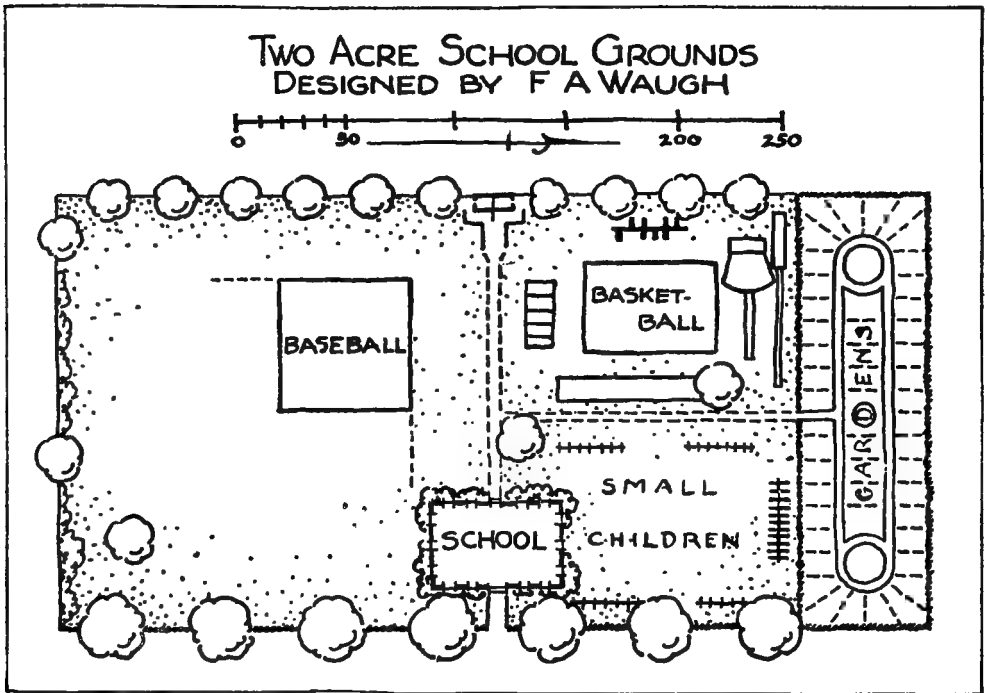 TWO ACRE SCHOOL GROUNDS
DESIGNED BY F A WAUGH
0 50 200 250
BASEBALL
BASKET-
BALL
GARDENS
SMALL
CHILDREN
SCHOOL